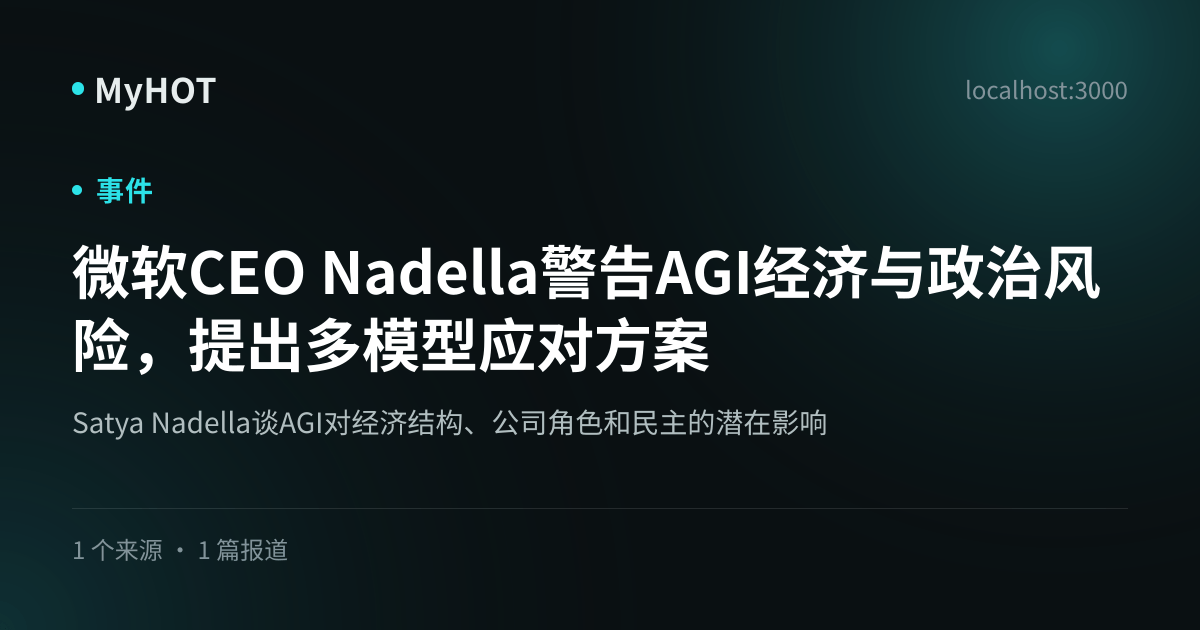 MyHOT
localhost:3000
事件
微软CEO Nadella警告AGI经济与政治风
险，提出多模型应对方案
Satya Nadella谈AGI对经济结构、公司角色和民主的潜在影响
1 个来源 · 1 篇报道